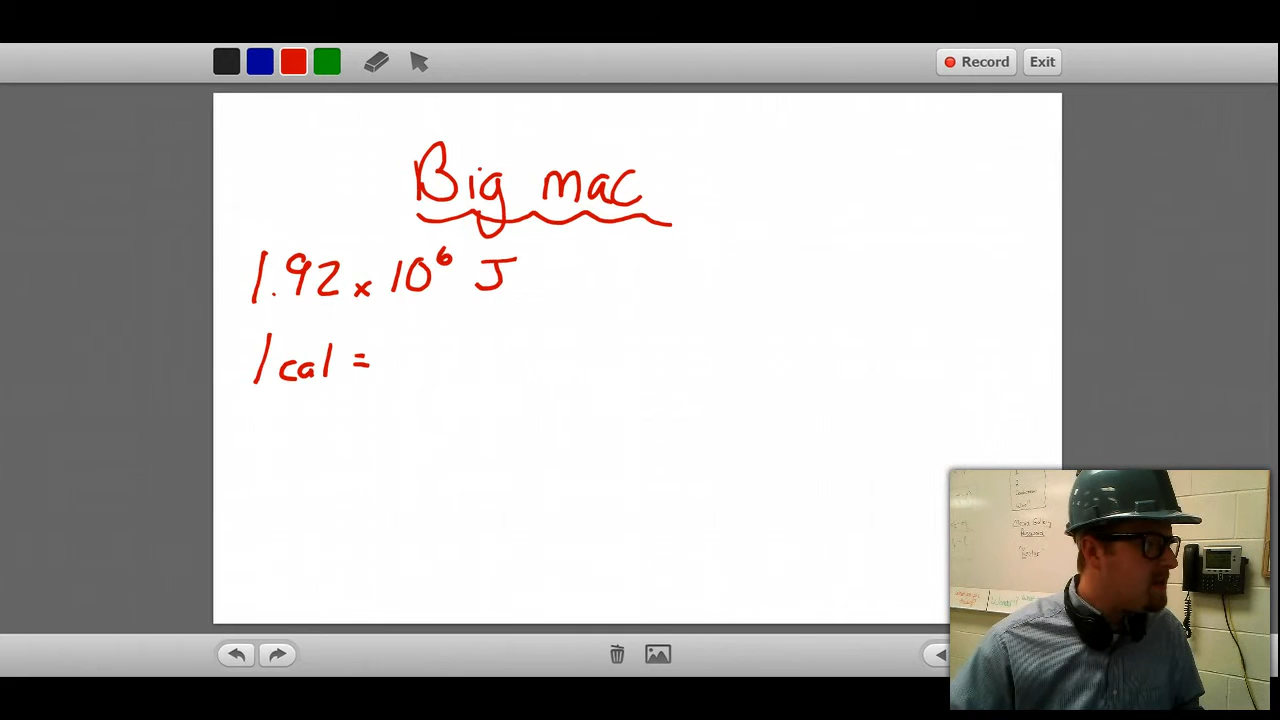 Record Exit
Big mac
1.92 x 10⁶ J
1 cal =